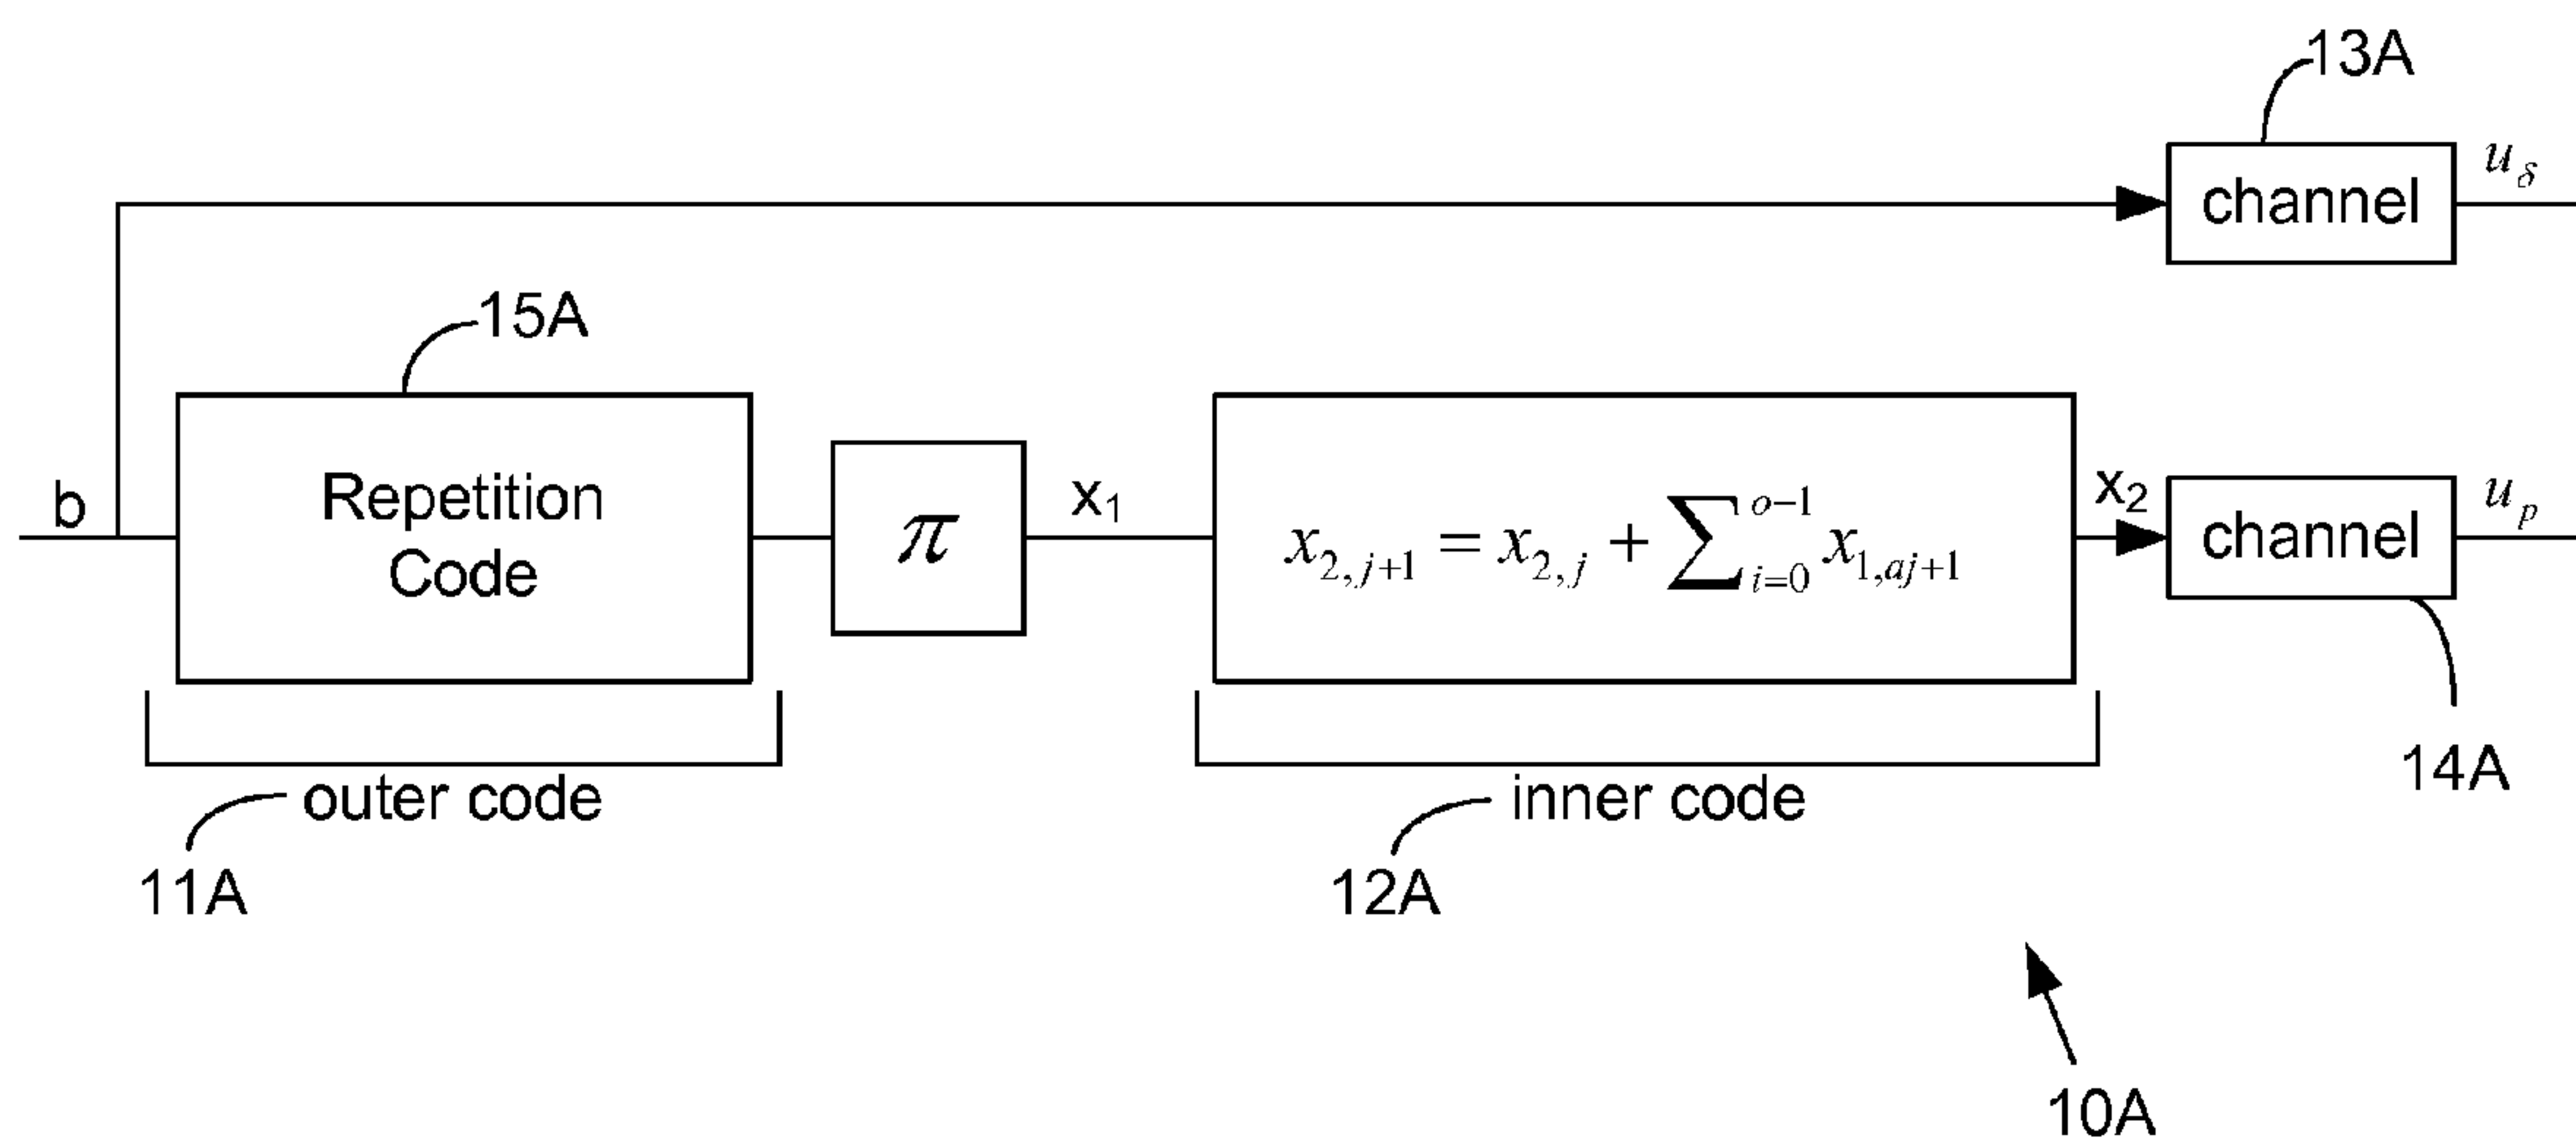 13A
channel
u_δ
15A
Repetition
Code
b
π
x₁
x_{2,j+1} = x_{2,j} + ∑_{i=0}^{o-1} x_{1,aj+1}
x₂
channel
u_p
outer code
11A
inner code
12A
14A
10A